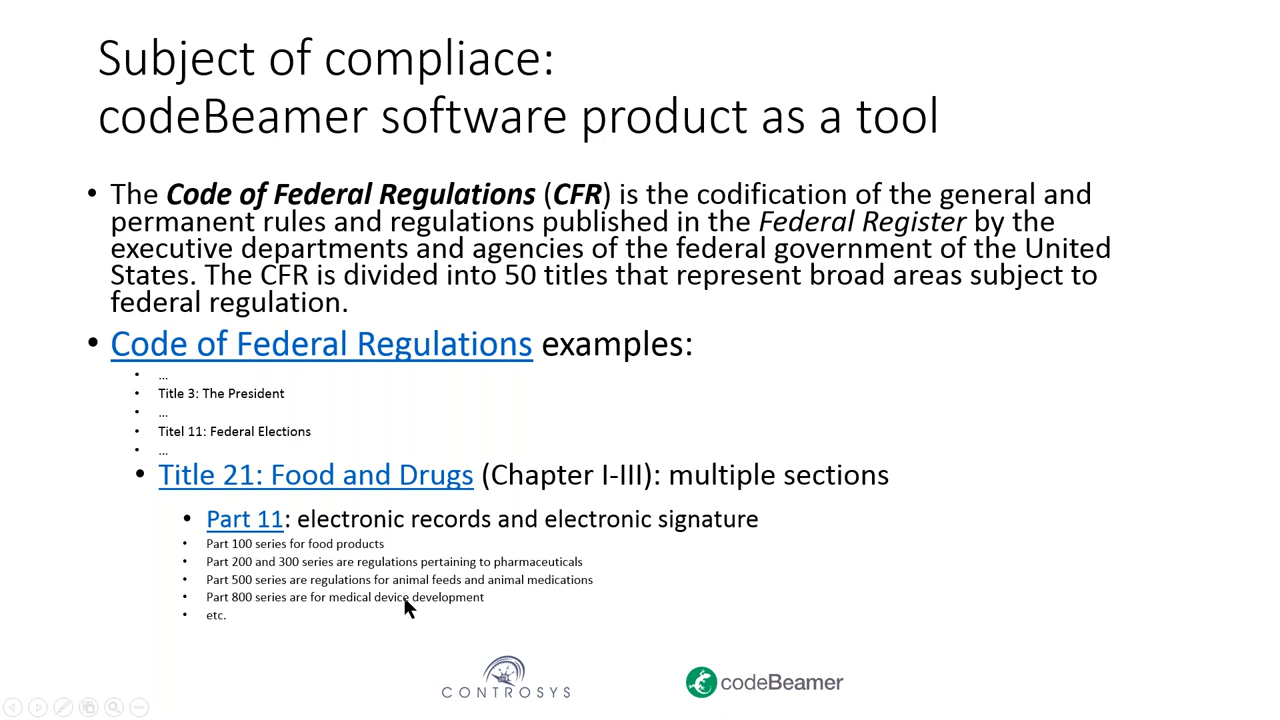 Subject of compliace:
codeBeamer software product as a tool
• The Code of Federal Regulations (CFR) is the codification of the general and
permanent rules and regulations published in the Federal Register by the
executive departments and agencies of the federal government of the United
States. The CFR is divided into 50 titles that represent broad areas subject to
federal regulation.
• Code of Federal Regulations examples:
• ...
• Title 3: The President
• ...
• Titel 11: Federal Elections
• ...
• Title 21: Food and Drugs (Chapter I-III): multiple sections
• Part 11: electronic records and electronic signature
• Part 100 series for food products
• Part 200 and 300 series are regulations pertaining to pharmaceuticals
• Part 500 series are regulations for animal feeds and animal medications
• Part 800 series are for medical device development
• etc.
CONTROSYS
codeBeamer